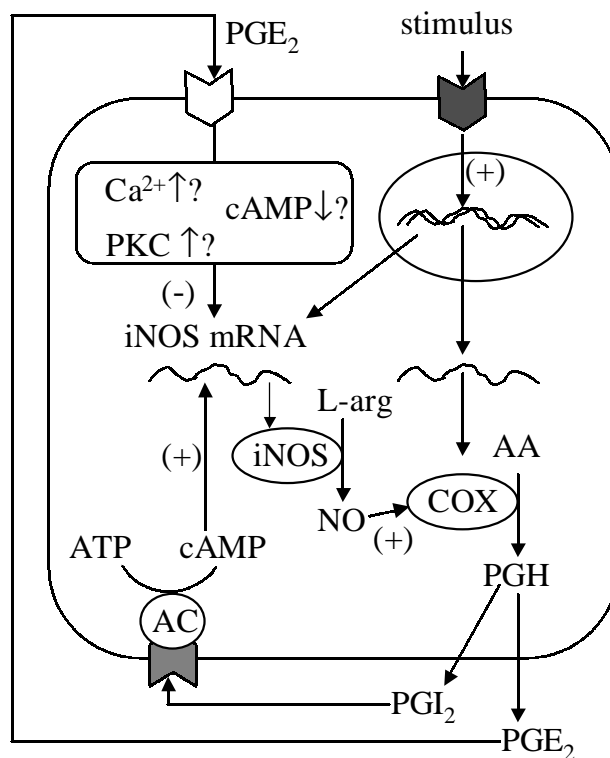 PGE₂
stimulus
Ca²⁺↑?
cAMP↓?
PKC ↑?
(+)
(-)
iNOS mRNA
L-arg
(+)
iNOS
AA
COX
NO
(+)
ATP
cAMP
PGH
AC
PGI₂
PGE₂